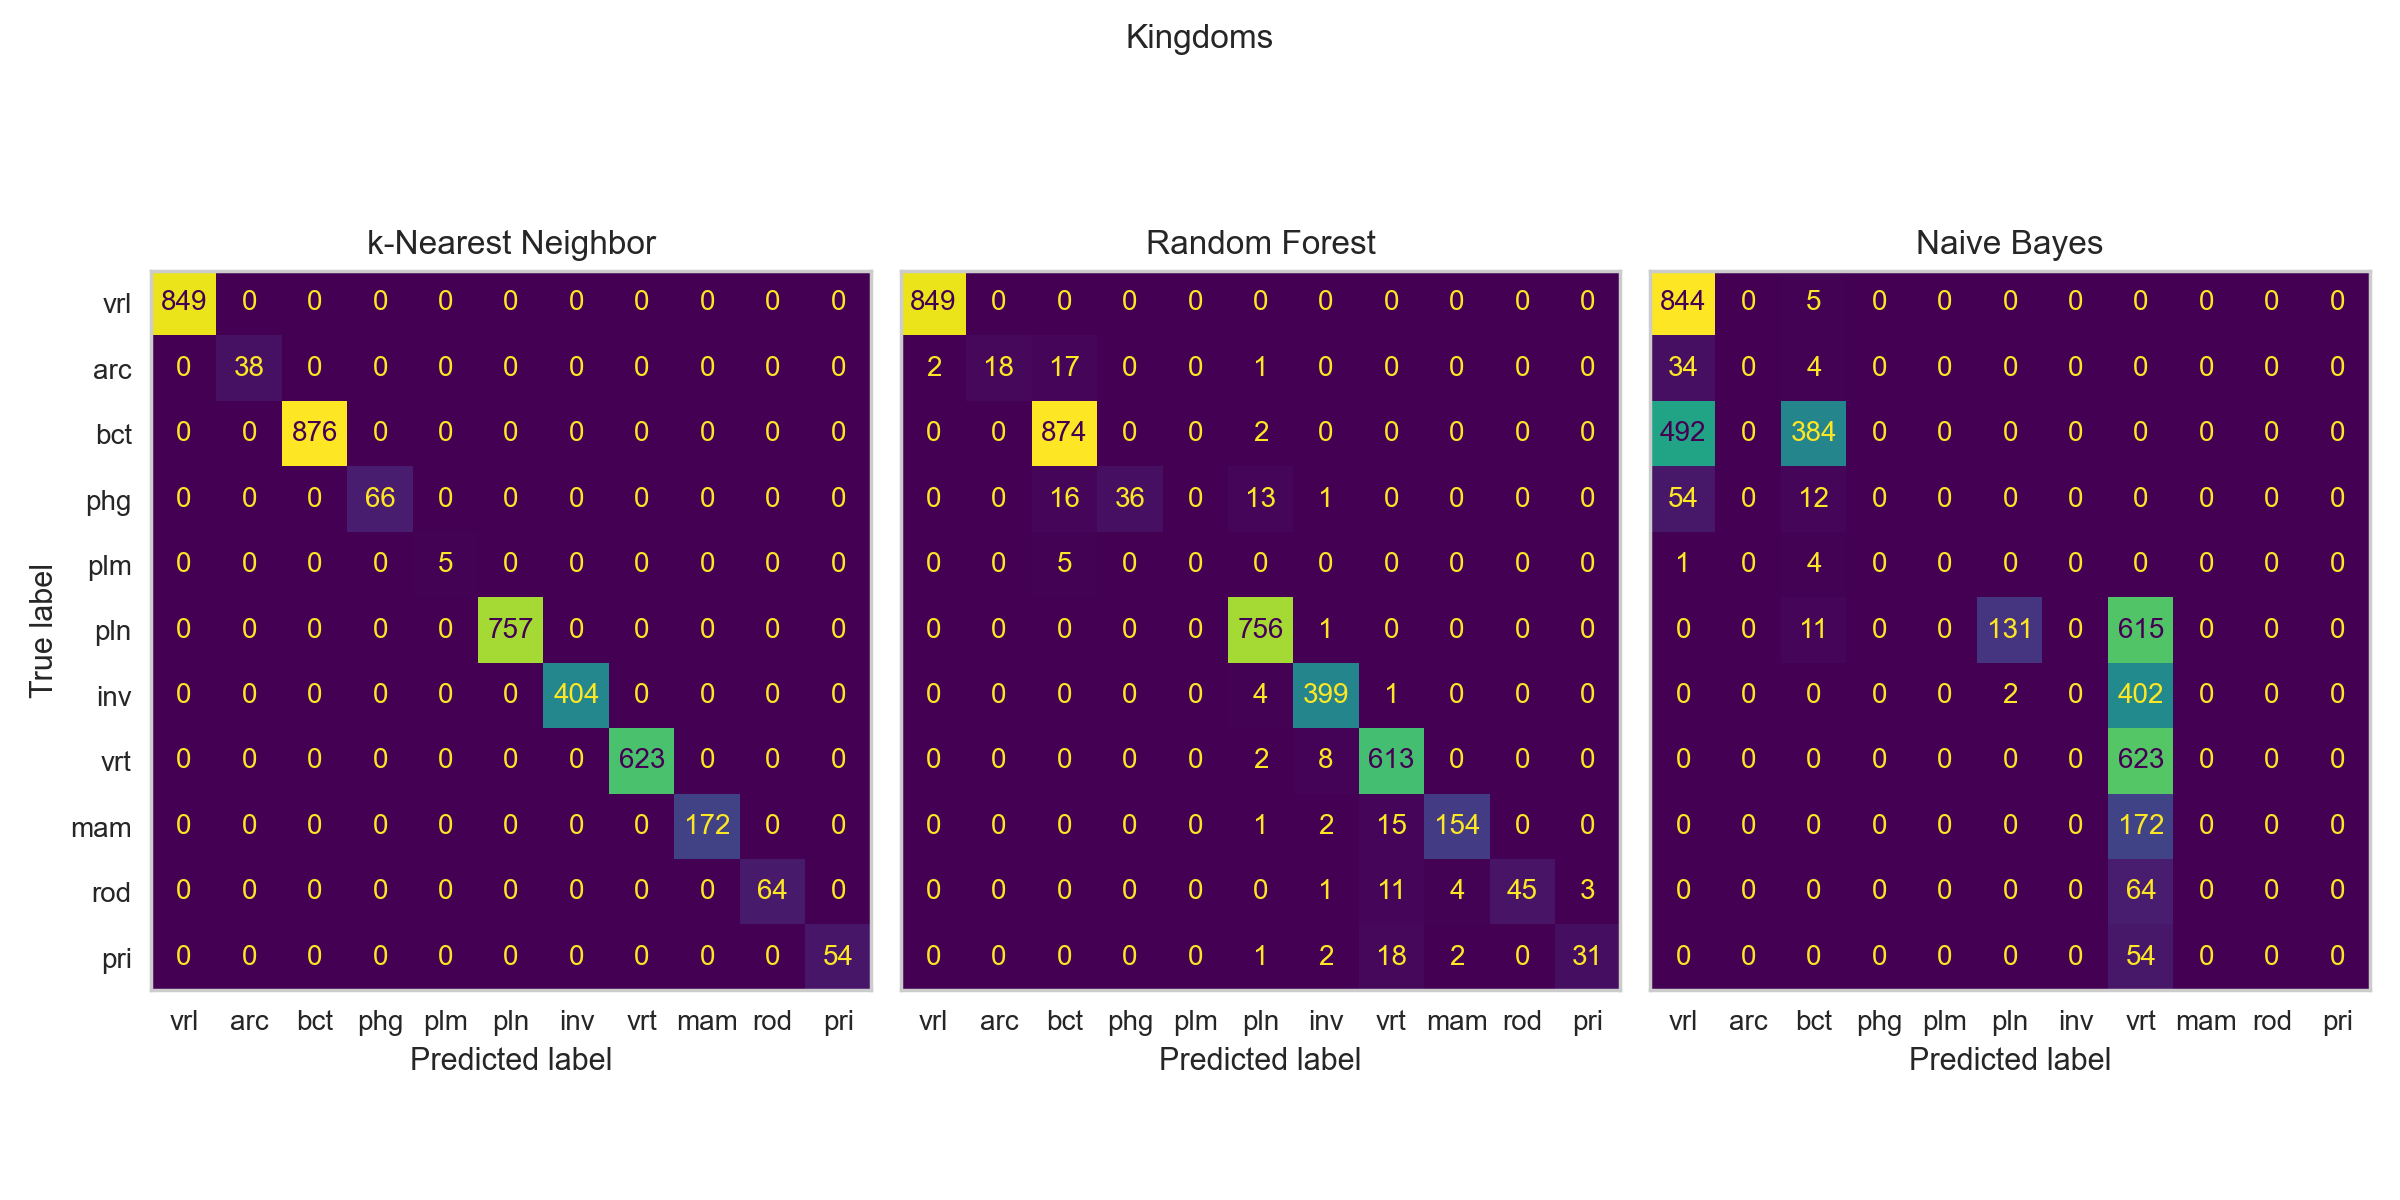 Kingdoms
k-Nearest Neighbor Random Forest Naive Bayes
vrl 849 0 0 0 0 0 0 0 0 0 0 849 0 0 0 0 0 0 0 0 0 0 844 0 5 0 0 0 0 0 0 0 0
arc 0 38 0 0 0 0 0 0 0 0 0 2 18 17 0 0 1 0 0 0 0 0 34 0 4 0 0 0 0 0 0 0 0
bct 0 0 876 0 0 0 0 0 0 0 0 0 0 874 0 0 2 0 0 0 0 0 492 0 384 0 0 0 0 0 0 0 0
phg 0 0 0 66 0 0 0 0 0 0 0 0 0 16 36 0 13 1 0 0 0 0 54 0 12 0 0 0 0 0 0 0 0
plm 0 0 0 0 5 0 0 0 0 0 0 0 0 5 0 0 0 0 0 0 0 0 1 0 4 0 0 0 0 0 0 0 0
pln 0 0 0 0 0 757 0 0 0 0 0 0 0 0 0 0 756 1 0 0 0 0 0 0 11 0 0 131 0 615 0 0 0
inv 0 0 0 0 0 0 404 0 0 0 0 0 0 0 0 0 4 399 1 0 0 0 0 0 0 0 0 2 0 402 0 0 0
vrt 0 0 0 0 0 0 0 623 0 0 0 0 0 0 0 0 2 8 613 0 0 0 0 0 0 0 0 0 0 623 0 0 0
mam 0 0 0 0 0 0 0 0 172 0 0 0 0 0 0 0 1 2 15 154 0 0 0 0 0 0 0 0 0 172 0 0 0
rod 0 0 0 0 0 0 0 0 0 64 0 0 0 0 0 0 0 1 11 4 45 3 0 0 0 0 0 0 0 64 0 0 0
pri 0 0 0 0 0 0 0 0 0 0 54 0 0 0 0 0 1 2 18 2 0 31 0 0 0 0 0 0 0 54 0 0 0
True label
vrl arc bct phg plm pln inv vrt mam rod pri vrl arc bct phg plm pln inv vrt mam rod pri vrl arc bct phg plm pln inv vrt mam rod pri
Predicted label Predicted label Predicted label